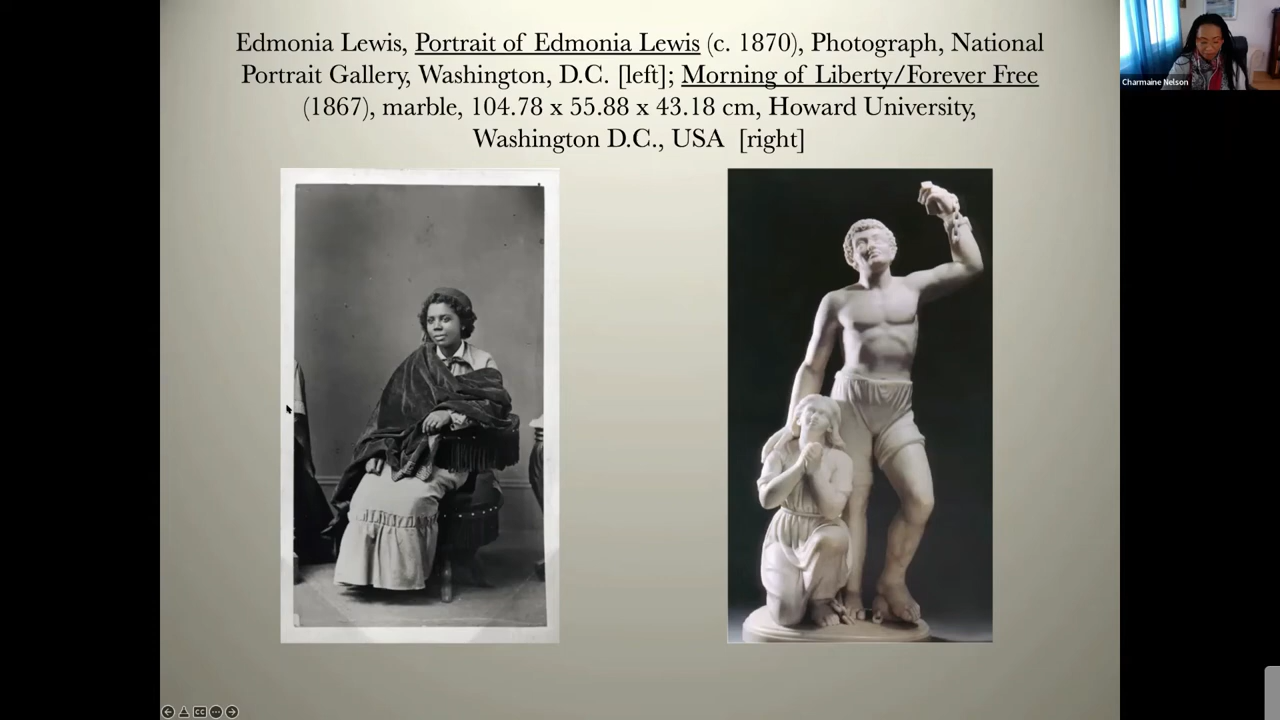 Edmonia Lewis, Portrait of Edmonia Lewis (c. 1870), Photograph, National
Portrait Gallery, Washington, D.C. [left]; Morning of Liberty/Forever Free
(1867), marble, 104.78 x 55.88 x 43.18 cm, Howard University,
Washington D.C., USA [right]
Charmaine Nelson
CC